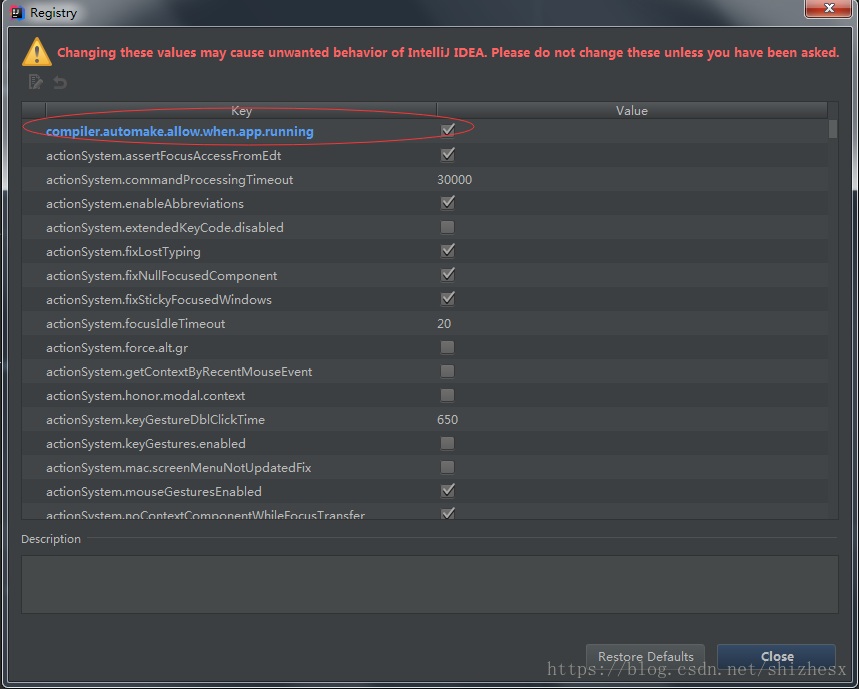 Registry
Changing these values may cause unwanted behavior of IntelliJ IDEA. Please do not change these unless you have been asked.
Key Value
compiler.automake.allow.when.app.running
actionSystem.assertFocusAccessFromEdt
actionSystem.commandProcessingTimeout 30000
actionSystem.enableAbbreviations
actionSystem.extendedKeyCode.disabled
actionSystem.fixLostTyping
actionSystem.fixNullFocusedComponent
actionSystem.fixStickyFocusedWindows
actionSystem.focusIdleTimeout 20
actionSystem.force.alt.gr
actionSystem.getContextByRecentMouseEvent
actionSystem.honor.modal.context
actionSystem.keyGestureDblClickTime 650
actionSystem.keyGestures.enabled
actionSystem.mac.screenMenuNotUpdatedFix
actionSystem.mouseGesturesEnabled
actionSystem.noContextComponentWhileFocusTransfer
Description
Restore Defaults Close
https://blog.csdn.net/shizhesx